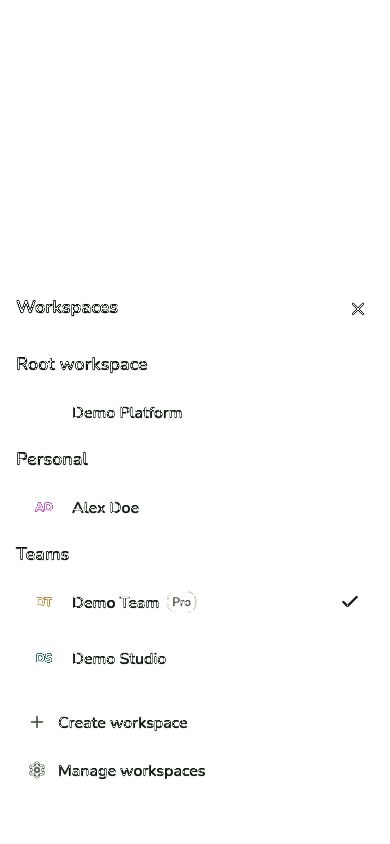 Workspaces
Root workspace
Demo Platform
Personal
AD Alex Doe
Teams
DT Demo Team Pro
DS Demo Studio
Create workspace
Manage workspaces